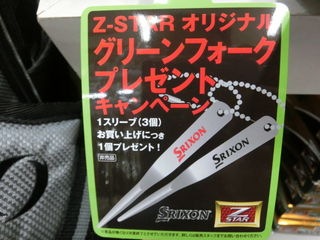 Z-STAR オリジナル
グリーンフォーク
プレゼント
キャンペーン
1スリーブ(3個)
お買い上げにつき
1個プレゼント!
非売品
SRIXON
SRIXON
SRIXON
Z
STAR